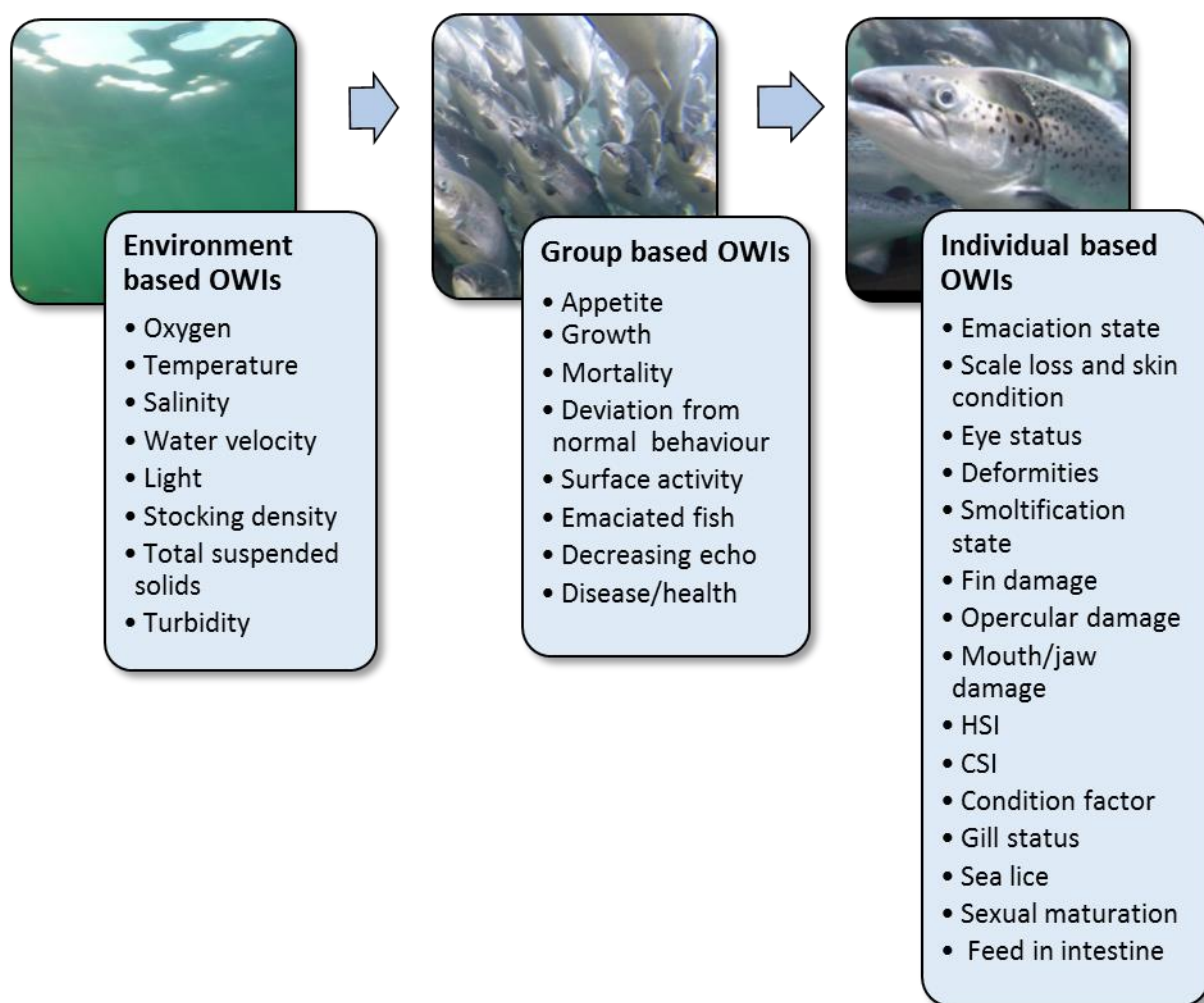 Environment
based OWIs
• Oxygen
• Temperature
• Salinity
• Water velocity
• Light
• Stocking density
• Total suspended
solids
• Turbidity
Group based OWIs
• Appetite
• Growth
• Mortality
• Deviation from
normal behaviour
• Surface activity
• Emaciated fish
• Decreasing echo
• Disease/health
Individual based
OWIs
• Emaciation state
• Scale loss and skin
condition
• Eye status
• Deformities
• Smoltification
state
• Fin damage
• Opercular damage
• Mouth/jaw
damage
• HSI
• CSI
• Condition factor
• Gill status
• Sea lice
• Sexual maturation
• Feed in intestine